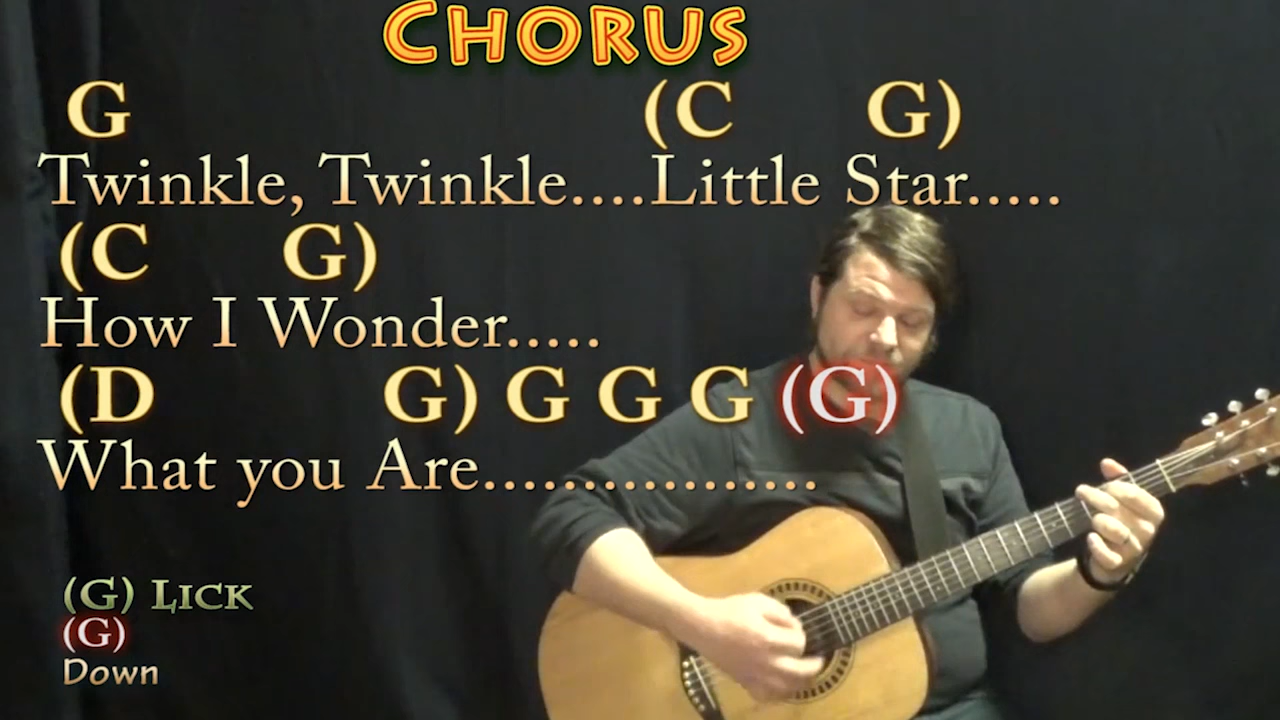 CHORUS
G (C G)
Twinkle, Twinkle....Little Star.....
(C G)
How I Wonder.....
(D G) G G G (G)
What you Are.................
(G) LICK
(G)
Down